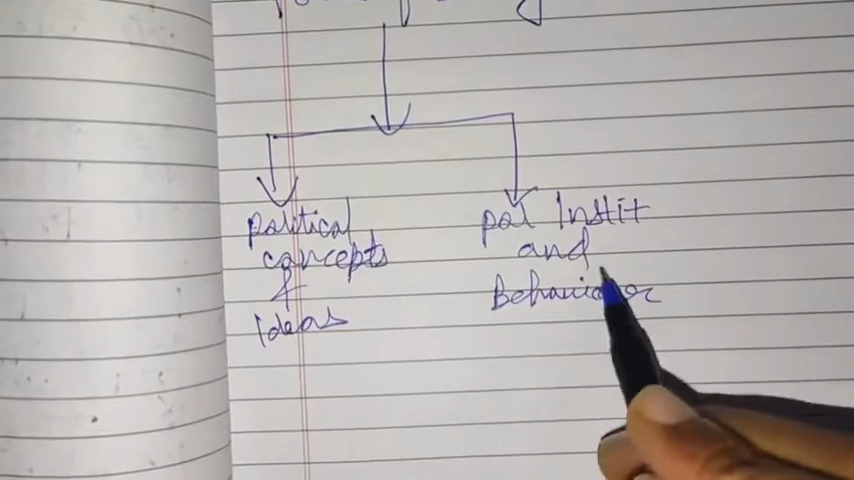 political
concepts
&
ideas
pol Instit
and
Behaviour